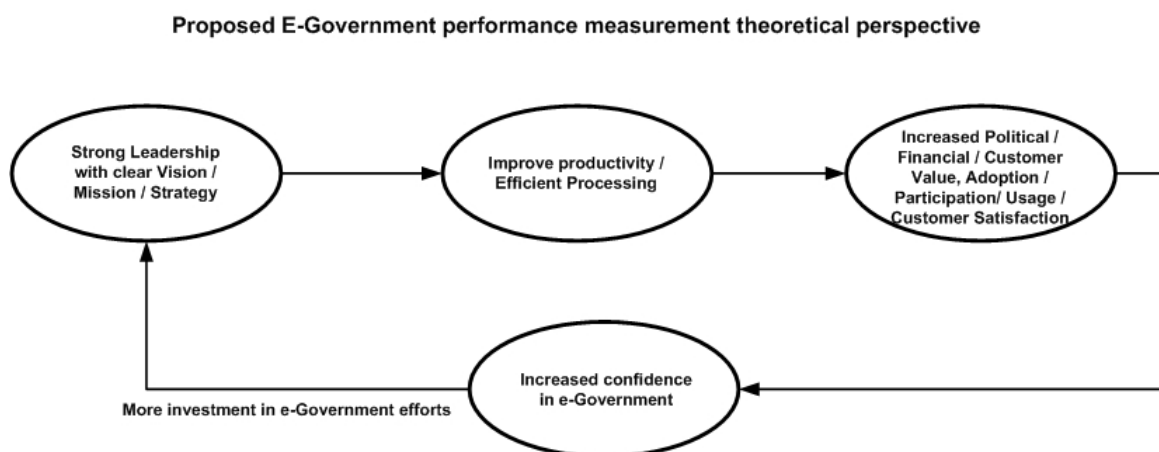 Proposed E-Government performance measurement theoretical perspective
Strong Leadership
with clear Vision /
Mission / Strategy
Improve productivity /
Efficient Processing
Increased Political /
Financial / Customer
Value, Adoption /
Participation/ Usage /
Customer Satisfaction
Increased confidence
in e-Government
More investment in e-Government efforts